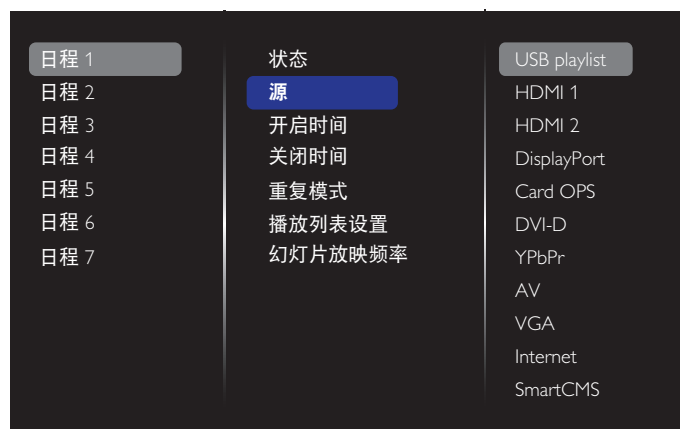 日程 1
日程 2
日程 3
日程 4
日程 5
日程 6
日程 7
状态
源
开启时间
关闭时间
重复模式
播放列表设置
幻灯片放映频率
USB playlist
HDMI 1
HDMI 2
DisplayPort
Card OPS
DVI-D
YPbPr
AV
VGA
Internet
SmartCMS